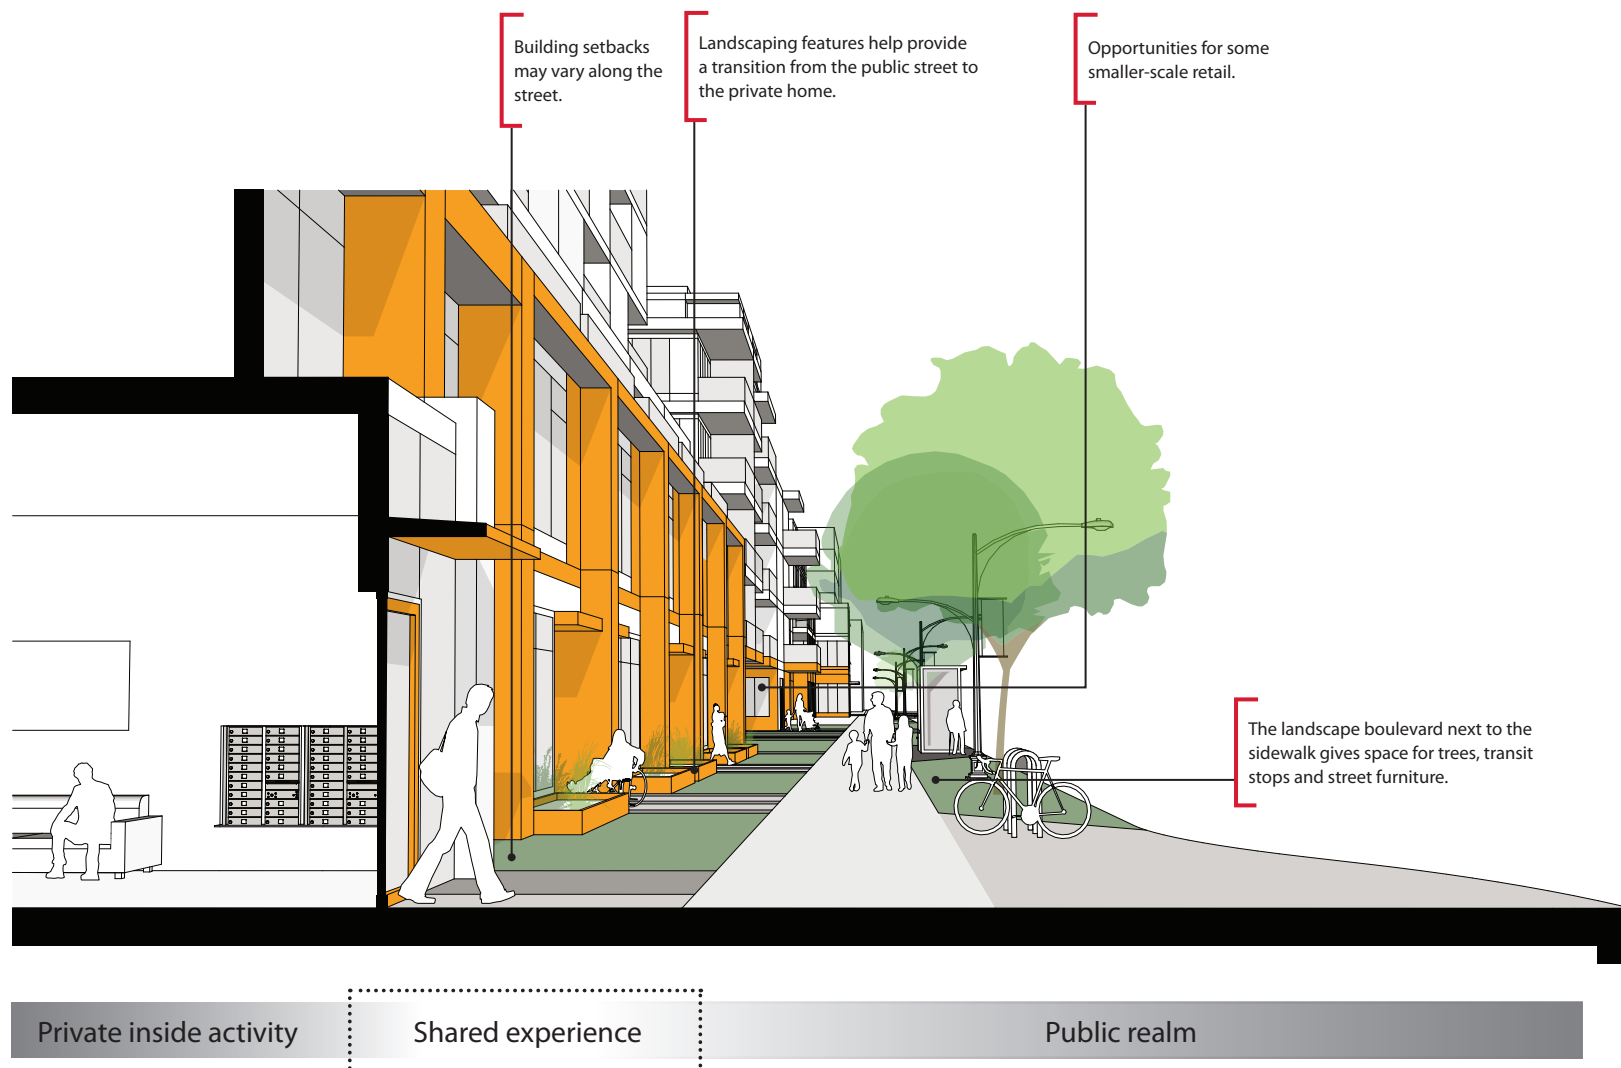 Building setbacks
may vary along the
street.
Landscaping features help provide
a transition from the public street to
the private home.
Opportunities for some
smaller-scale retail.
The landscape boulevard next to the
sidewalk gives space for trees, transit
stops and street furniture.
Private inside activity
Shared experience
Public realm